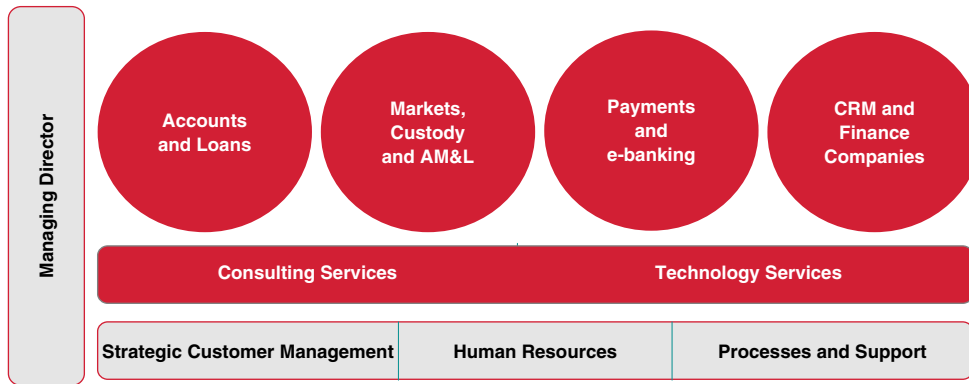 Managing Director
Accounts
and Loans
Markets,
Custody
and AM&L
Payments
and
e-banking
CRM and
Finance
Companies
Consulting Services
Technology Services
Strategic Customer Management
Human Resources
Processes and Support